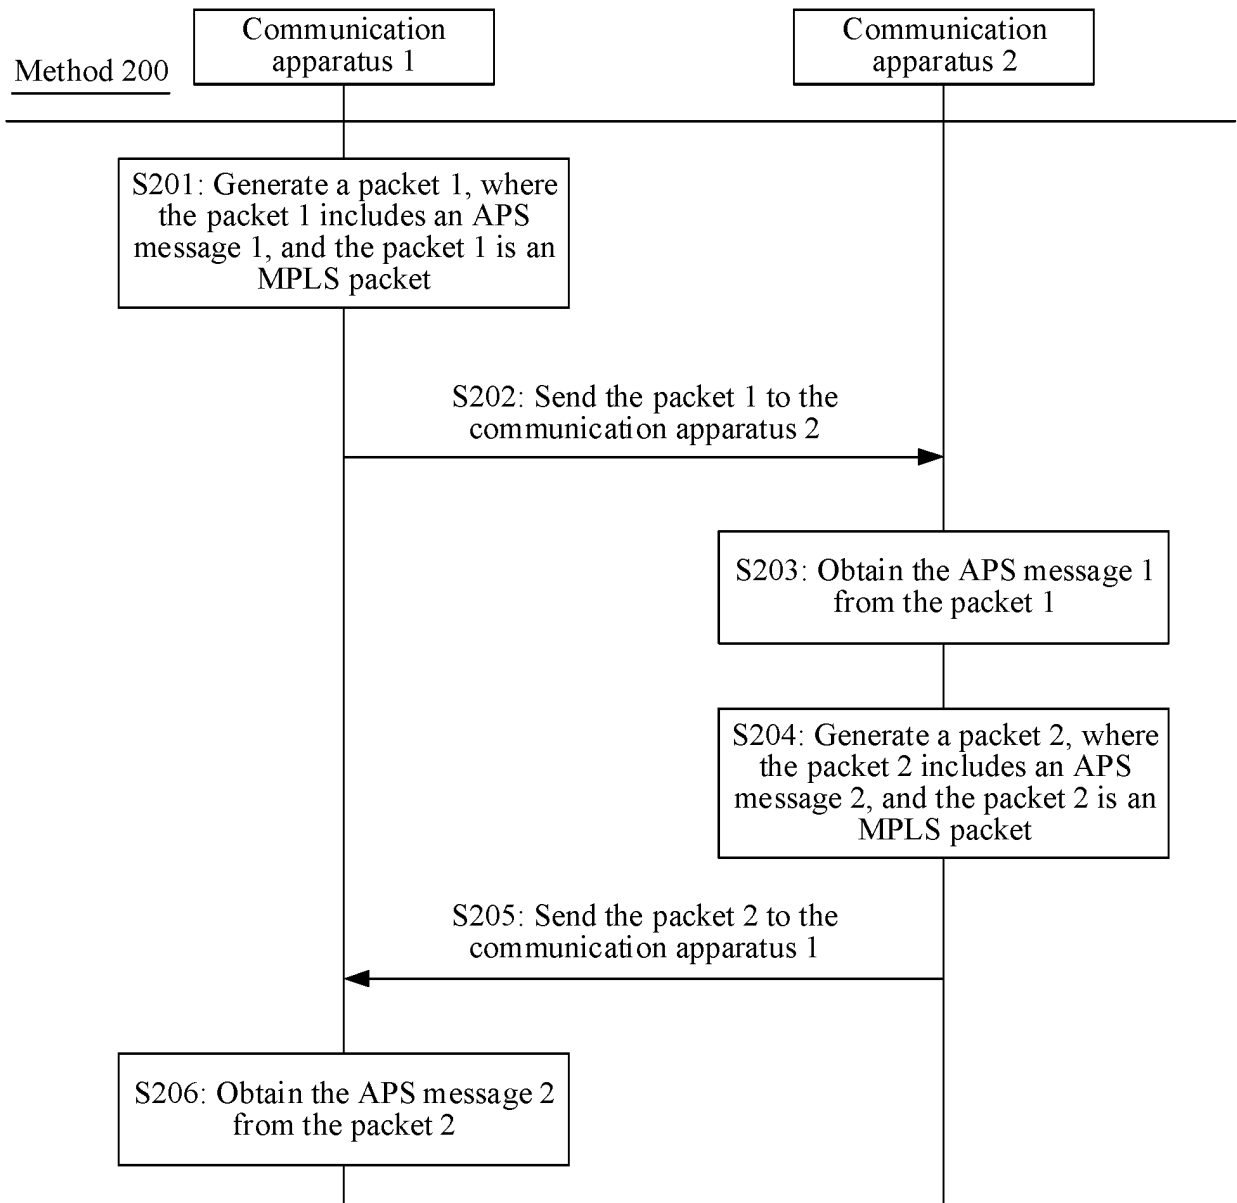 Communication
apparatus 1
Communication
apparatus 2
Method 200
S201: Generate a packet 1, where
the packet 1 includes an APS
message 1, and the packet 1 is an
MPLS packet
S202: Send the packet 1 to the
communication apparatus 2
S203: Obtain the APS message 1
from the packet 1
S204: Generate a packet 2, where
the packet 2 includes an APS
message 2, and the packet 2 is an
MPLS packet
S205: Send the packet 2 to the
communication apparatus 1
S206: Obtain the APS message 2
from the packet 2